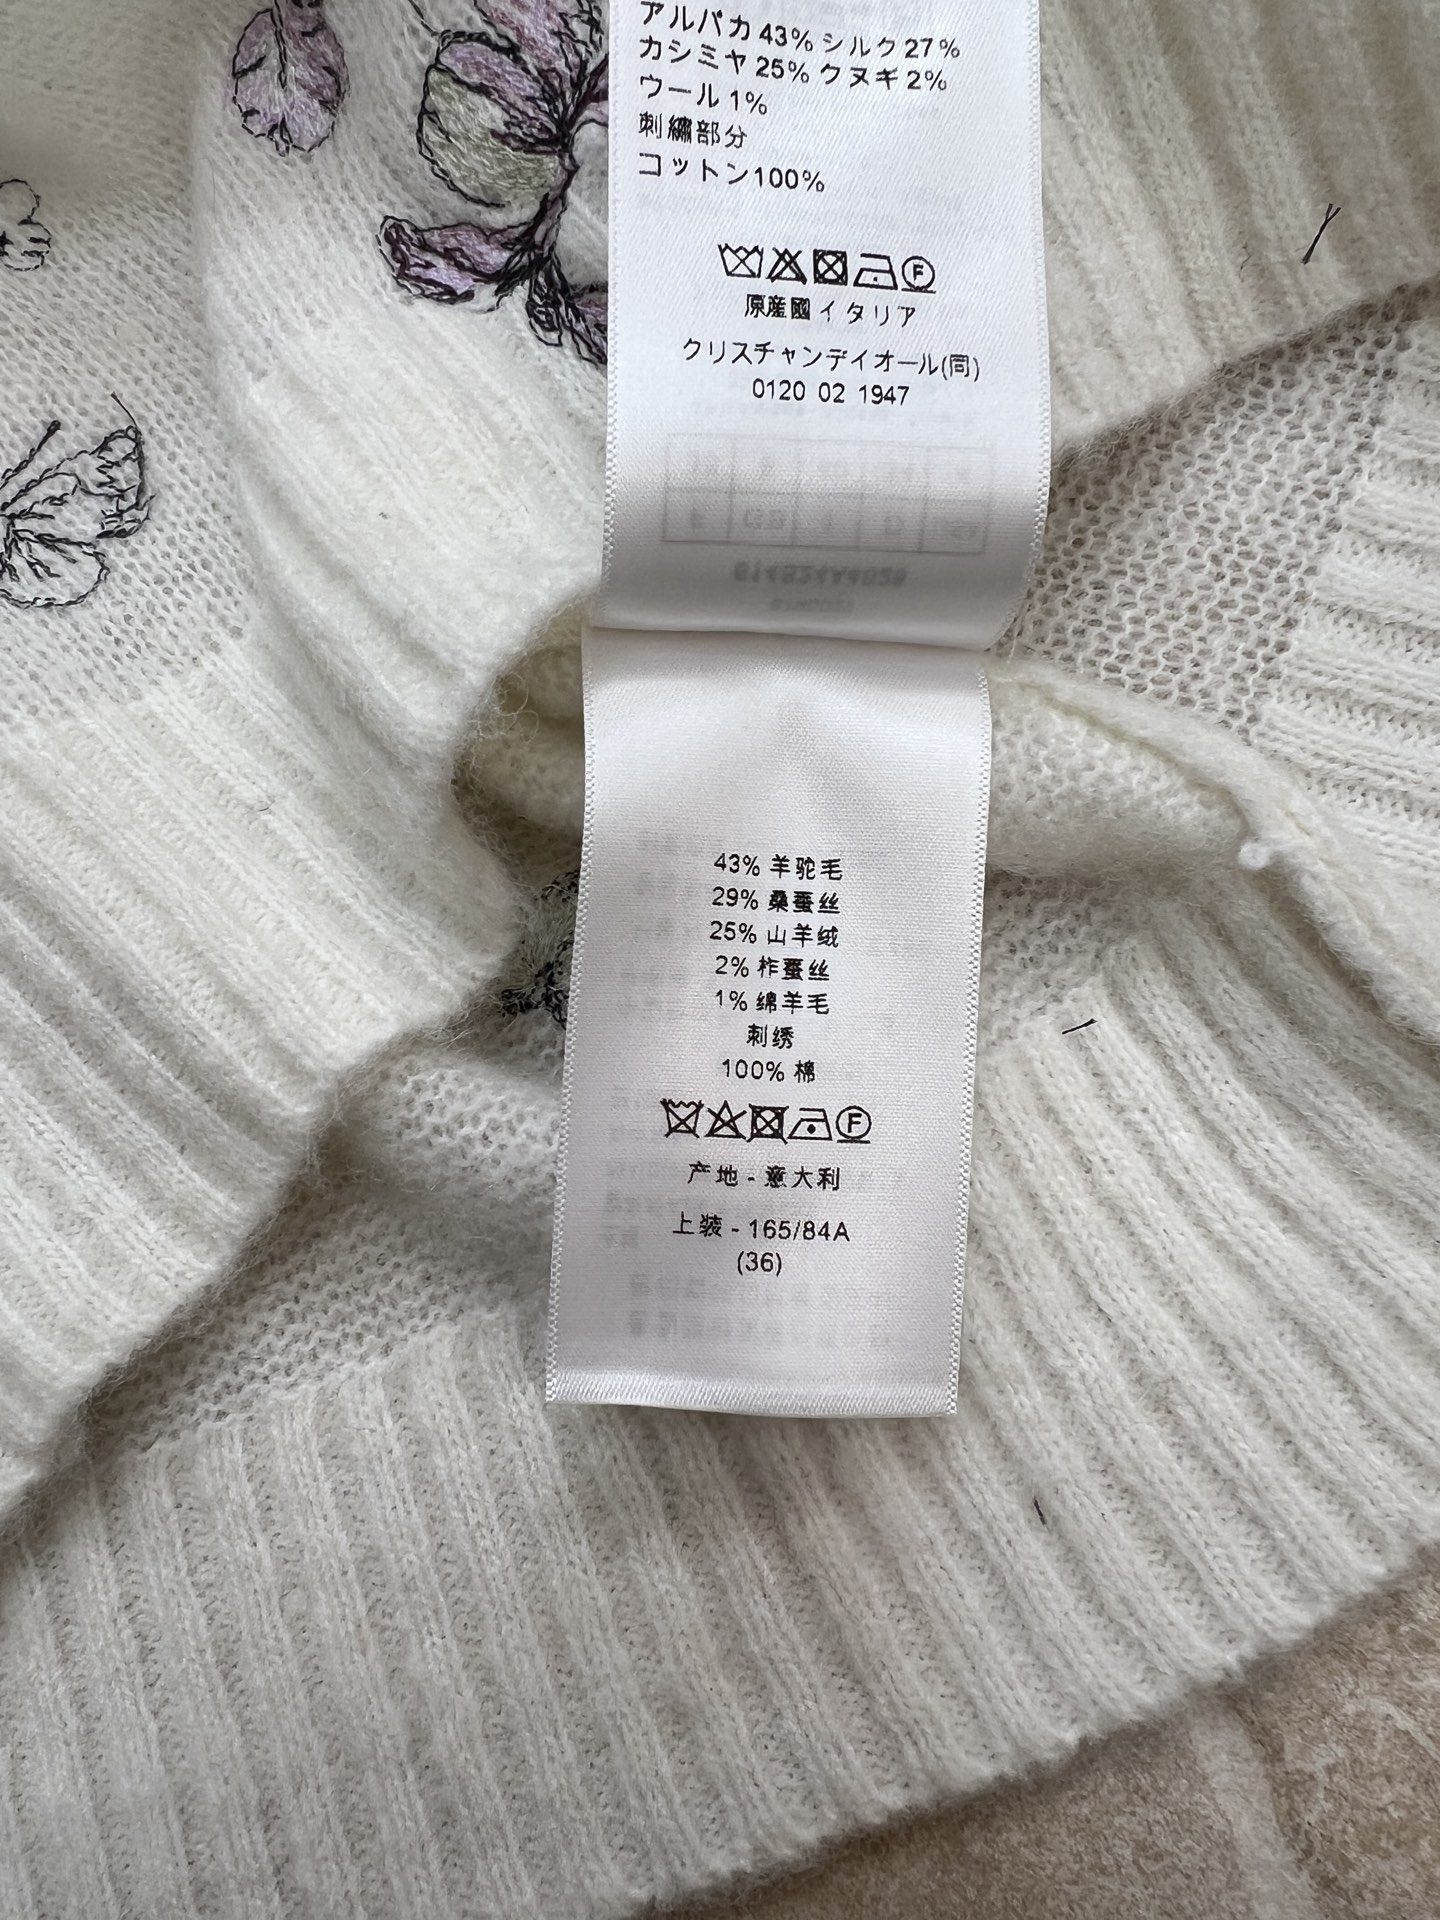 アルパカ 43% シルク 27%
カシミヤ 25% クヌギ 2%
ウール 1%
刺繍部分
コットン100%
F
原産國イタリア
クリスチャンデイオール(同)
0120 02 1947
43% 羊驼毛
29% 桑蚕丝
25% 山羊绒
2% 柞蚕丝
1% 绵羊毛
刺绣
100% 棉
F
产地 - 意大利
上装 - 165/84A
(36)